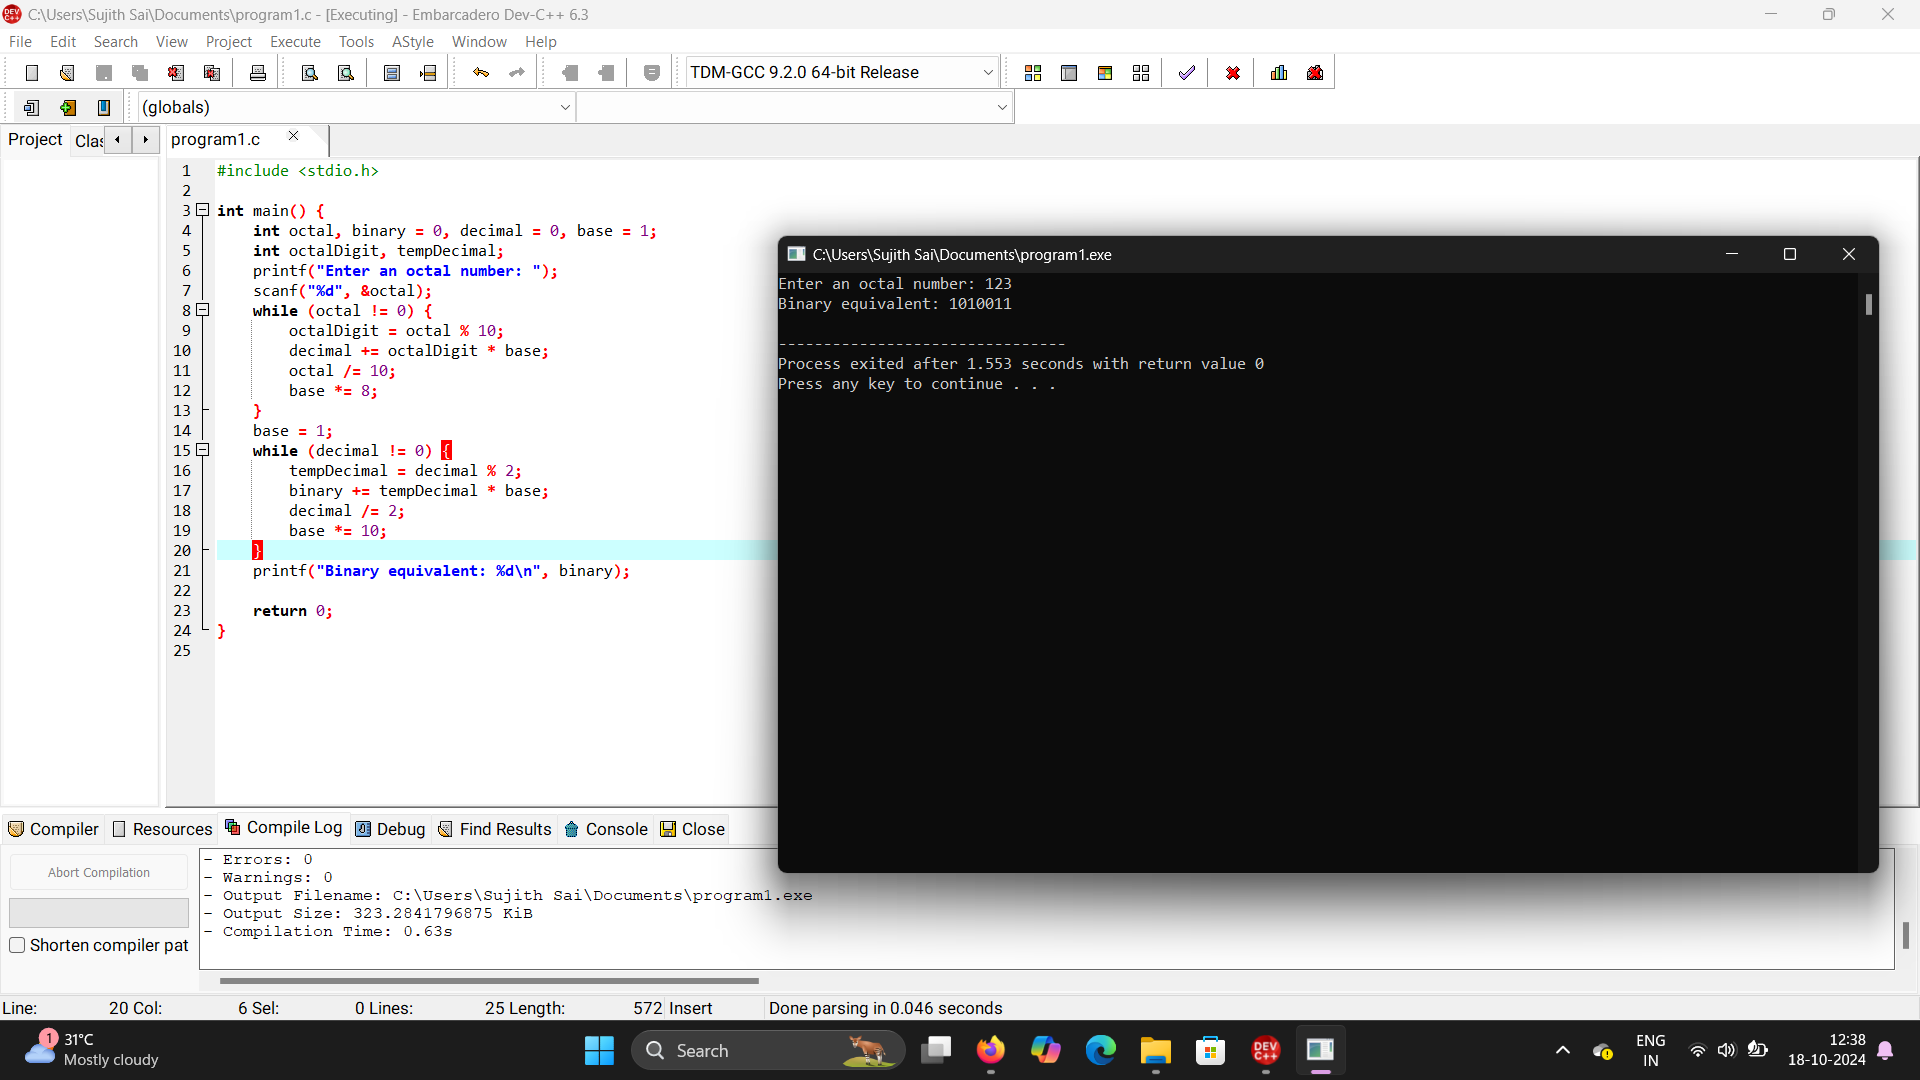 C:\Users\Sujith Sai\Documents\program1.c - [Executing] - Embarcadero Dev-C++ 6.3
File Edit Search View Project Execute Tools AStyle Window Help
TDM-GCC 9.2.0 64-bit Release
(globals)
Project Clas
program1.c
1 #include <stdio.h>
2
3 int main() {
4 int octal, binary = 0, decimal = 0, base = 1;
5 int octalDigit, tempDecimal;
6 printf("Enter an octal number: ");
7 scanf("%d", &octal);
8 while (octal != 0) {
9 octalDigit = octal % 10;
10 decimal += octalDigit * base;
11 octal /= 10;
12 base *= 8;
13 }
14 base = 1;
15 while (decimal != 0) {
16 tempDecimal = decimal % 2;
17 binary += tempDecimal * base;
18 decimal /= 2;
19 base *= 10;
20 }
21 printf("Binary equivalent: %d\n", binary);
22
23 return 0;
24 }
25
C:\Users\Sujith Sai\Documents\program1.exe
Enter an octal number: 123
Binary equivalent: 1010011
--------------------------------
Process exited after 1.553 seconds with return value 0
Press any key to continue . . .
Compiler Resources Compile Log Debug Find Results Console Close
Abort Compilation
Shorten compiler pat
- Errors: 0
- Warnings: 0
- Output Filename: C:\Users\Sujith Sai\Documents\program1.exe
- Output Size: 323.2841796875 KiB
- Compilation Time: 0.63s
Line: 20 Col: 6 Sel: 0 Lines: 25 Length: 572 Insert Done parsing in 0.046 seconds
1
31°C
Mostly cloudy
Search
DEV C++
ENG
IN
12:38
18-10-2024